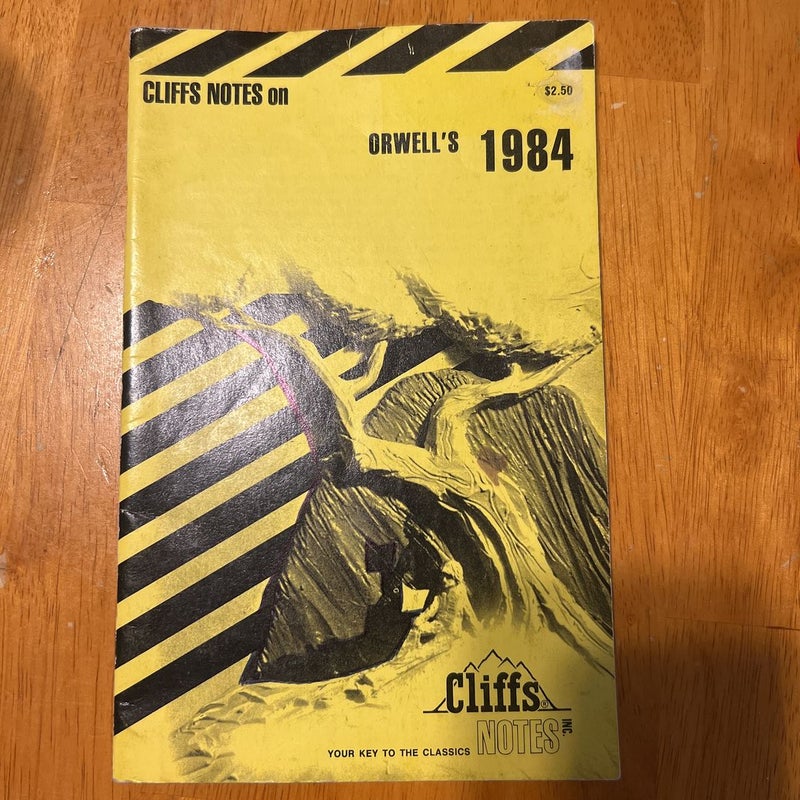 CLIFFS NOTES on
$2.50
ORWELL'S 1984
Cliffs®
NOTES INC.
YOUR KEY TO THE CLASSICS